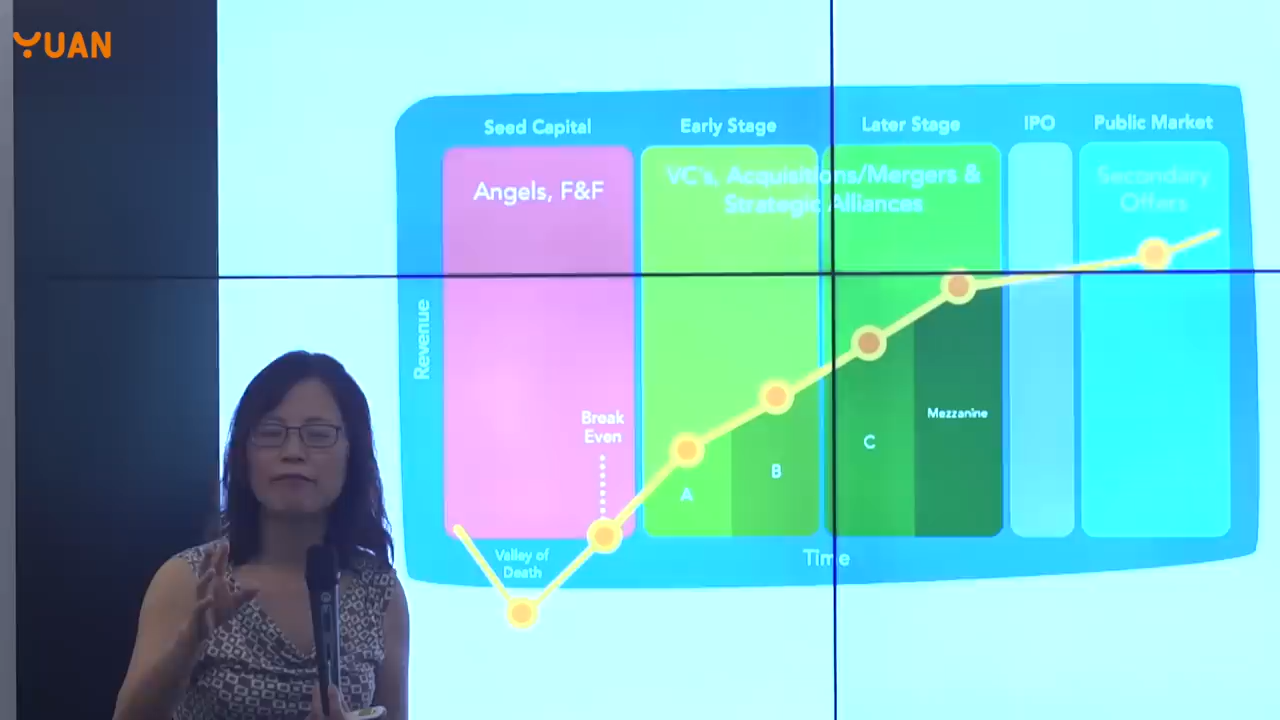 YUAN
Seed Capital
Early Stage
Later Stage
IPO
Public Market
Angels, F&F
VC's, Acquisitions/Mergers &
Strategic Alliances
Secondary
Offers
Revenue
Break
Even
A
B
C
Mezzanine
Valley of
Death
Time